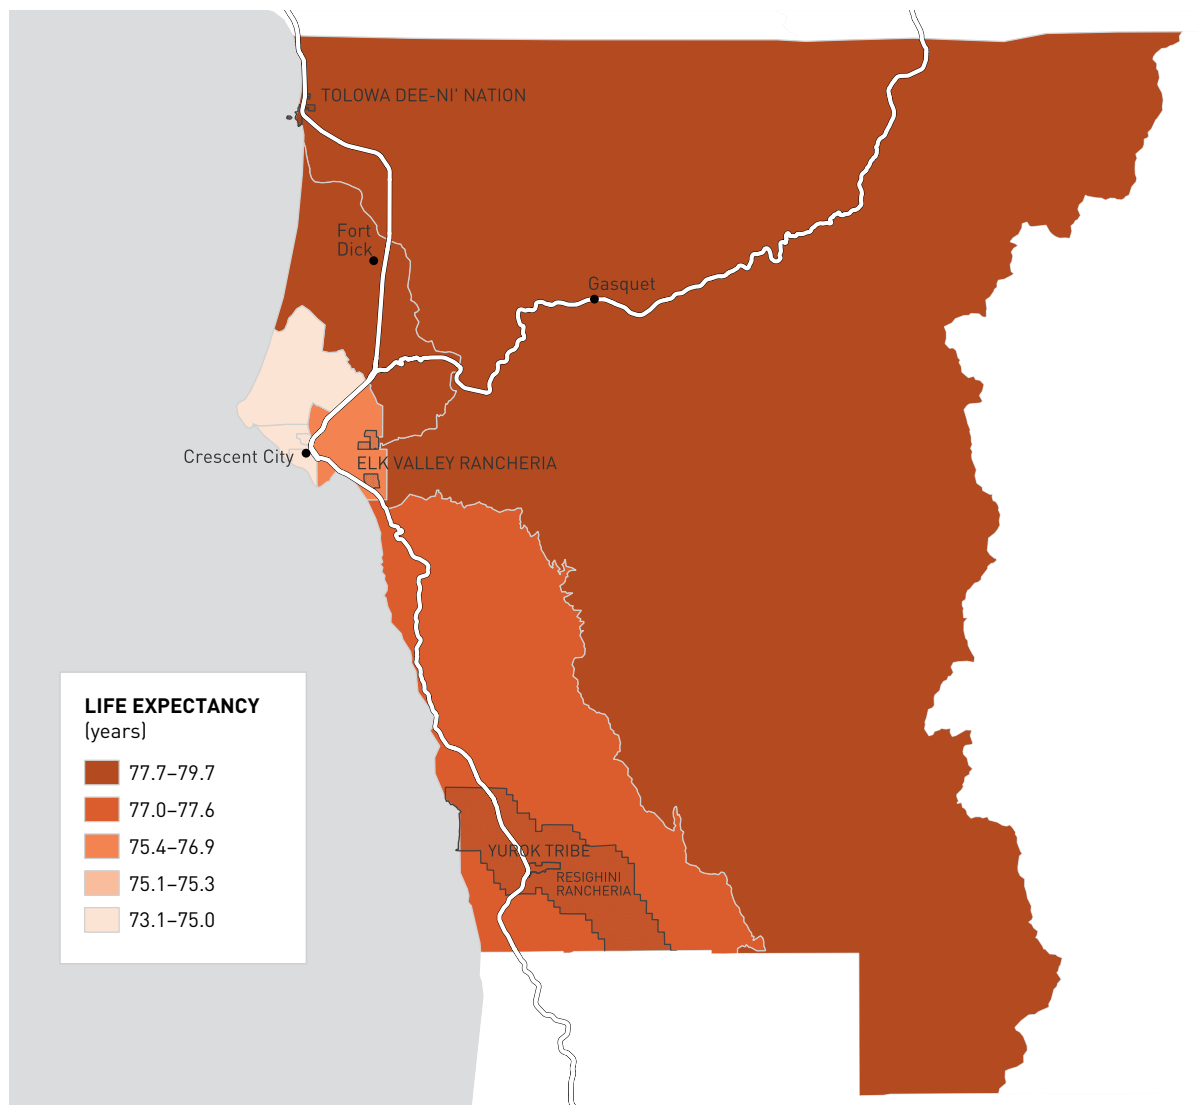 TOLOWA DEE-NI' NATION
Fort
Dick
Gasquet
Crescent City
ELK VALLEY RANCHERIA
LIFE EXPECTANCY
(years)
77.7–79.7
77.0–77.6
75.4–76.9
75.1–75.3
73.1–75.0
YUROK TRIBE
RESIGHINI
RANCHERIA